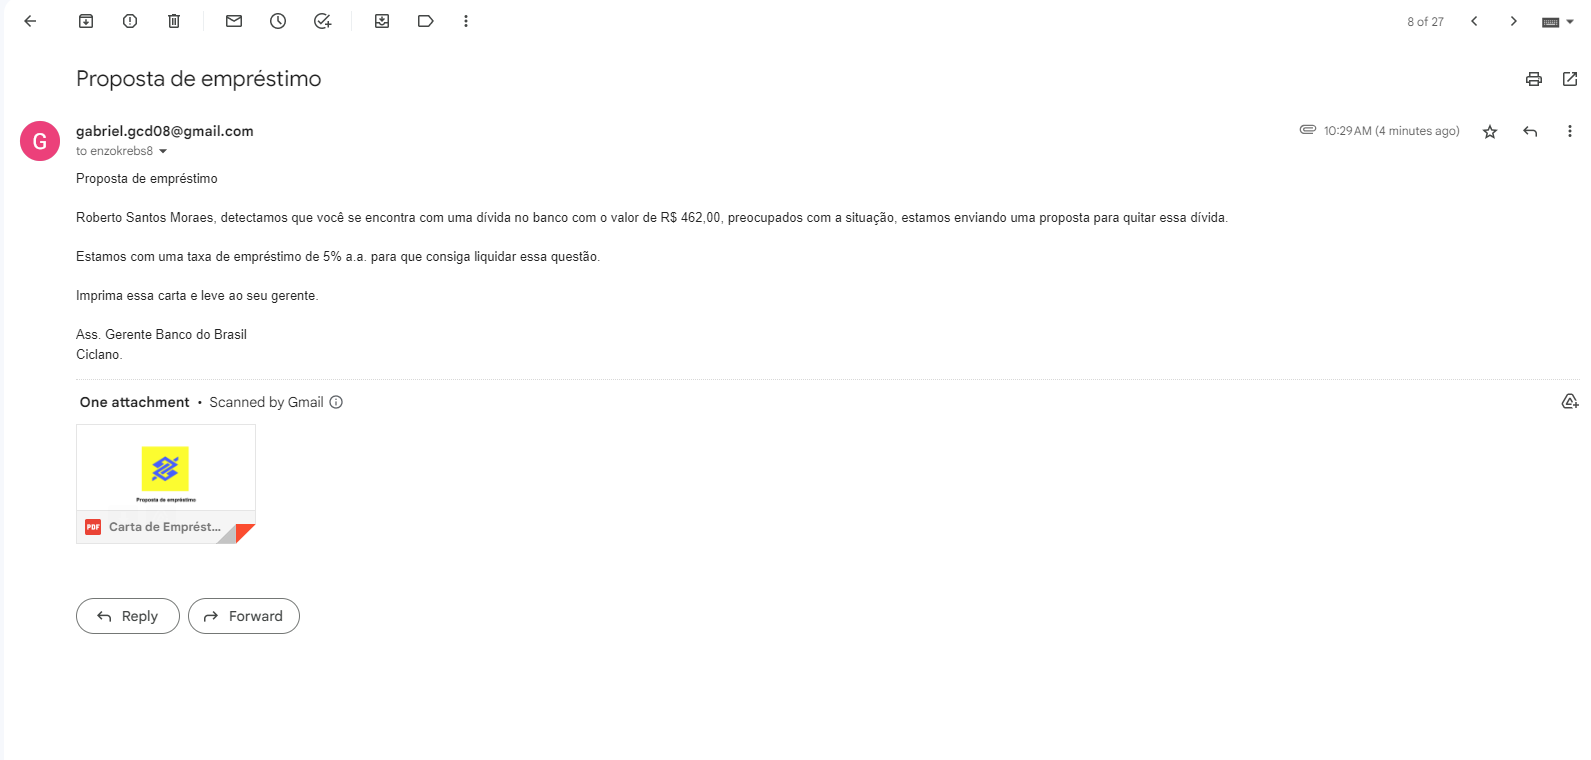 8 of 27
Proposta de empréstimo
G
gabriel.gcd08@gmail.com
10:29 AM (4 minutes ago)
to enzokrebs8
Proposta de empréstimo
Roberto Santos Moraes, detectamos que você se encontra com uma dívida no banco com o valor de R$ 462,00, preocupados com a situação, estamos enviando uma proposta para quitar essa dívida.
Estamos com uma taxa de empréstimo de 5% a.a. para que consiga liquidar essa questão.
Imprima essa carta e leve ao seu gerente.
Ass. Gerente Banco do Brasil
Ciclano.
One attachment • Scanned by Gmail
Proposta de empréstimo
PDF Carta de Emprést...
Reply
Forward